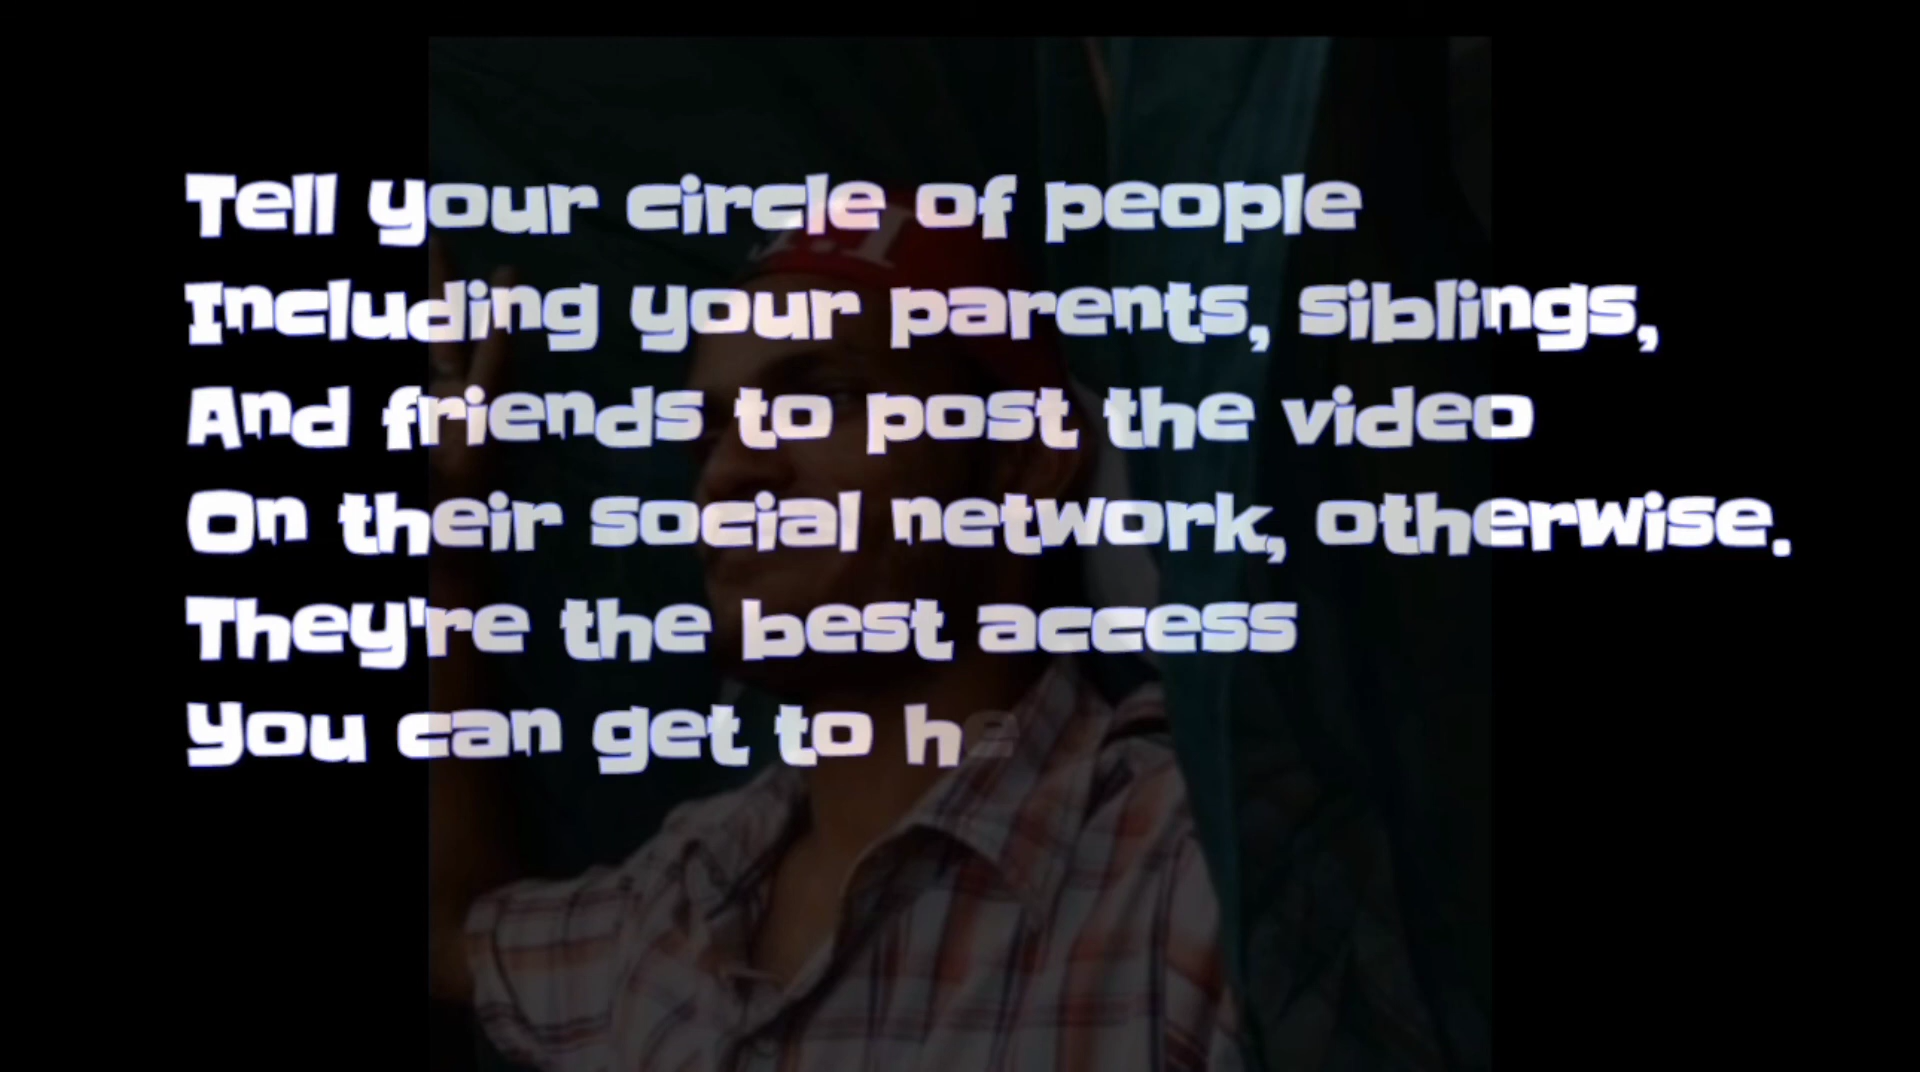 Tell your circle of people
Including your parents, siblings,
And friends to post the video
On their social network, otherwise.
They're the best access
You can get to he